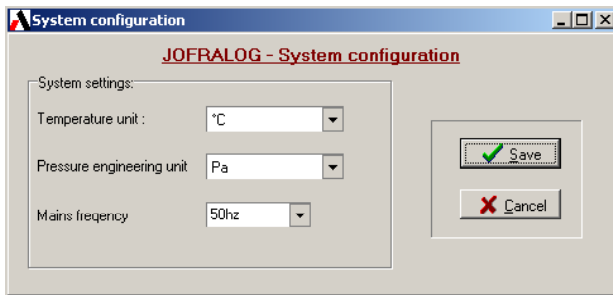 System configuration
JOFRALOG - System configuration
System settings:
Temperature unit : °C
Pressure engineering unit Pa
Mains freqency 50hz
Save
Cancel